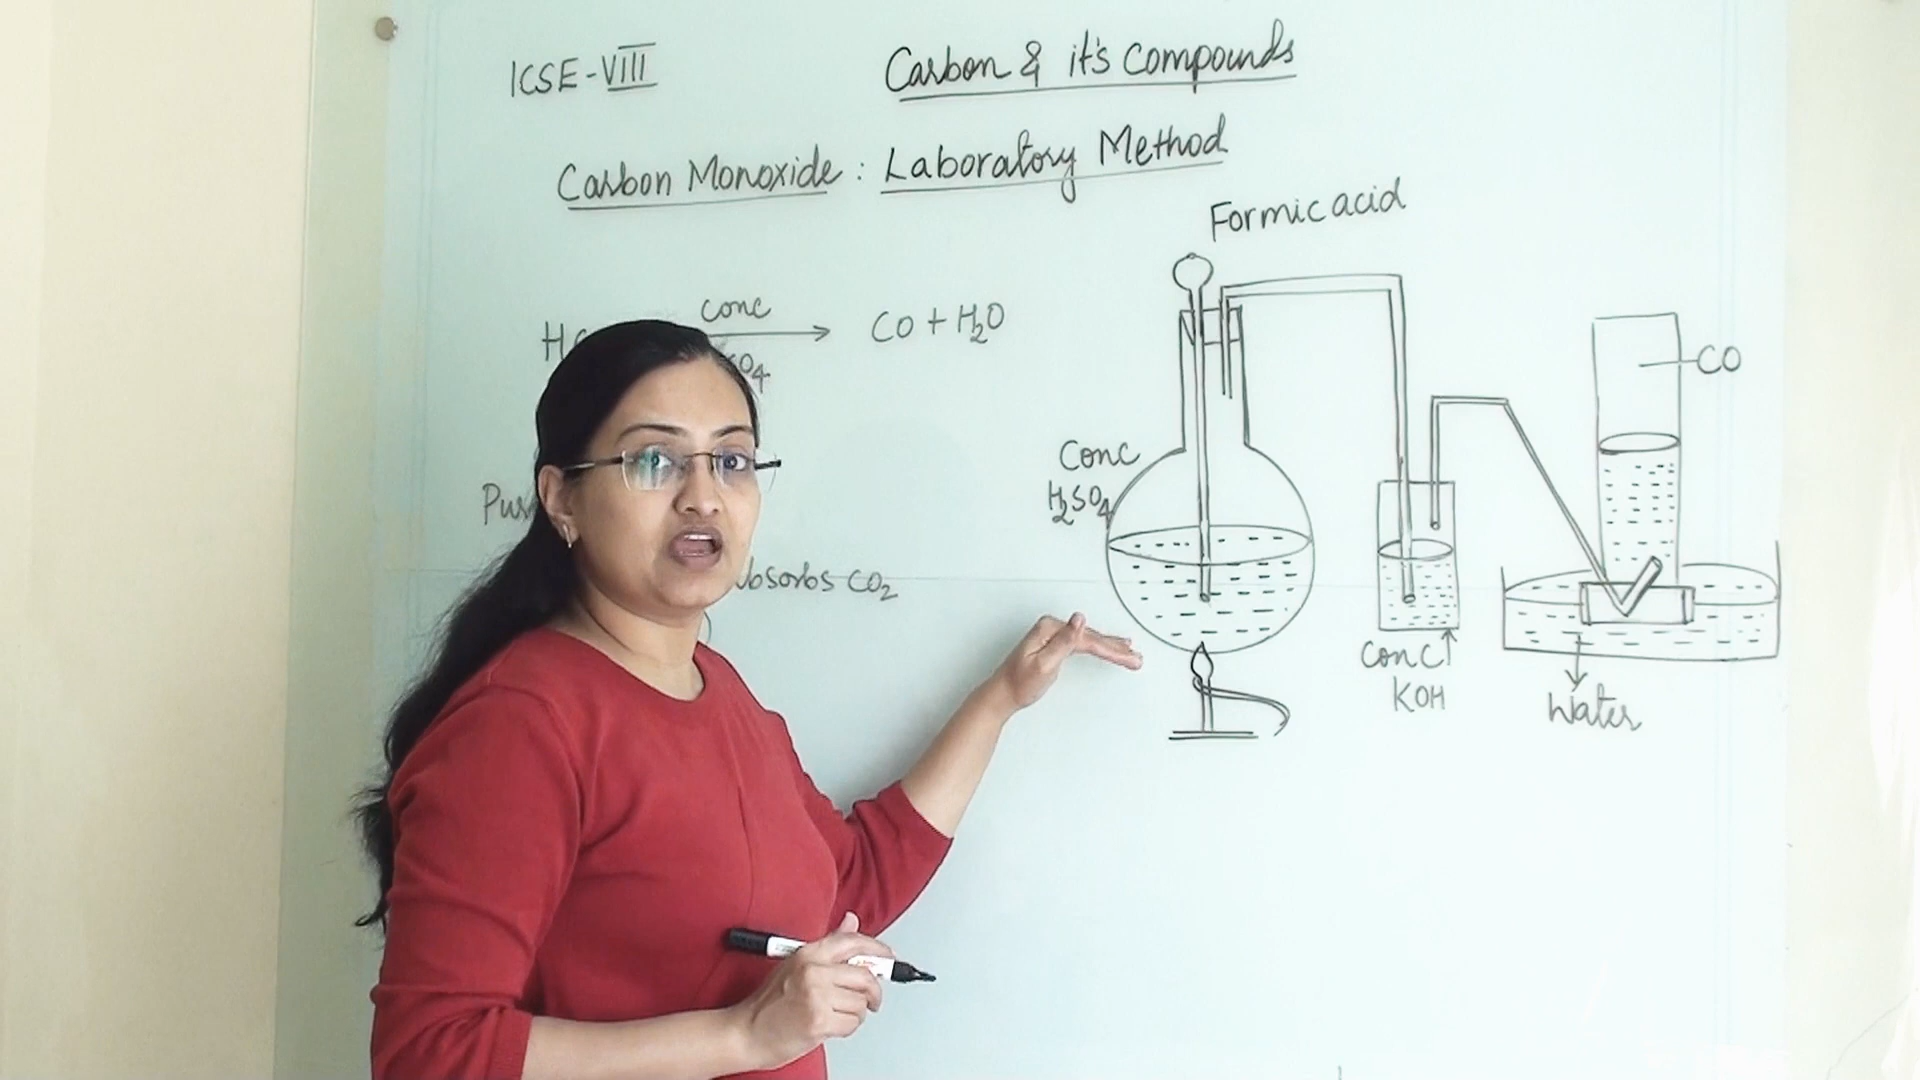 ICSE-VIII
Carbon & it's Compounds
Carbon Monoxide : Laboratory Method
Formic acid
conc
CO + H₂O
CO
Conc
H₂SO₄
CO₂
Conc
KOH
Water